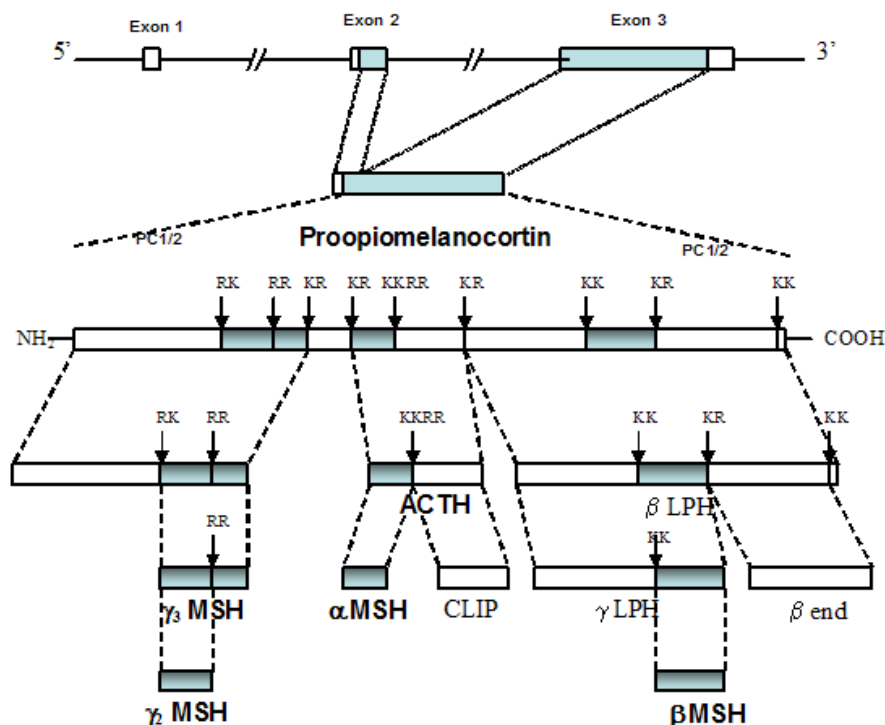 Exon 1 Exon 2 Exon 3
5’ 3’
Proopiomelanocortin
PC1/2 PC1/2
RK RR KR KR KKRR KR KK KR KK
NH₂ COOH
RK RR KKRR KK KR KK
ACTH β LPH
RR KK
γ₃ MSH αMSH CLIP γ LPH β end
γ₂ MSH βMSH